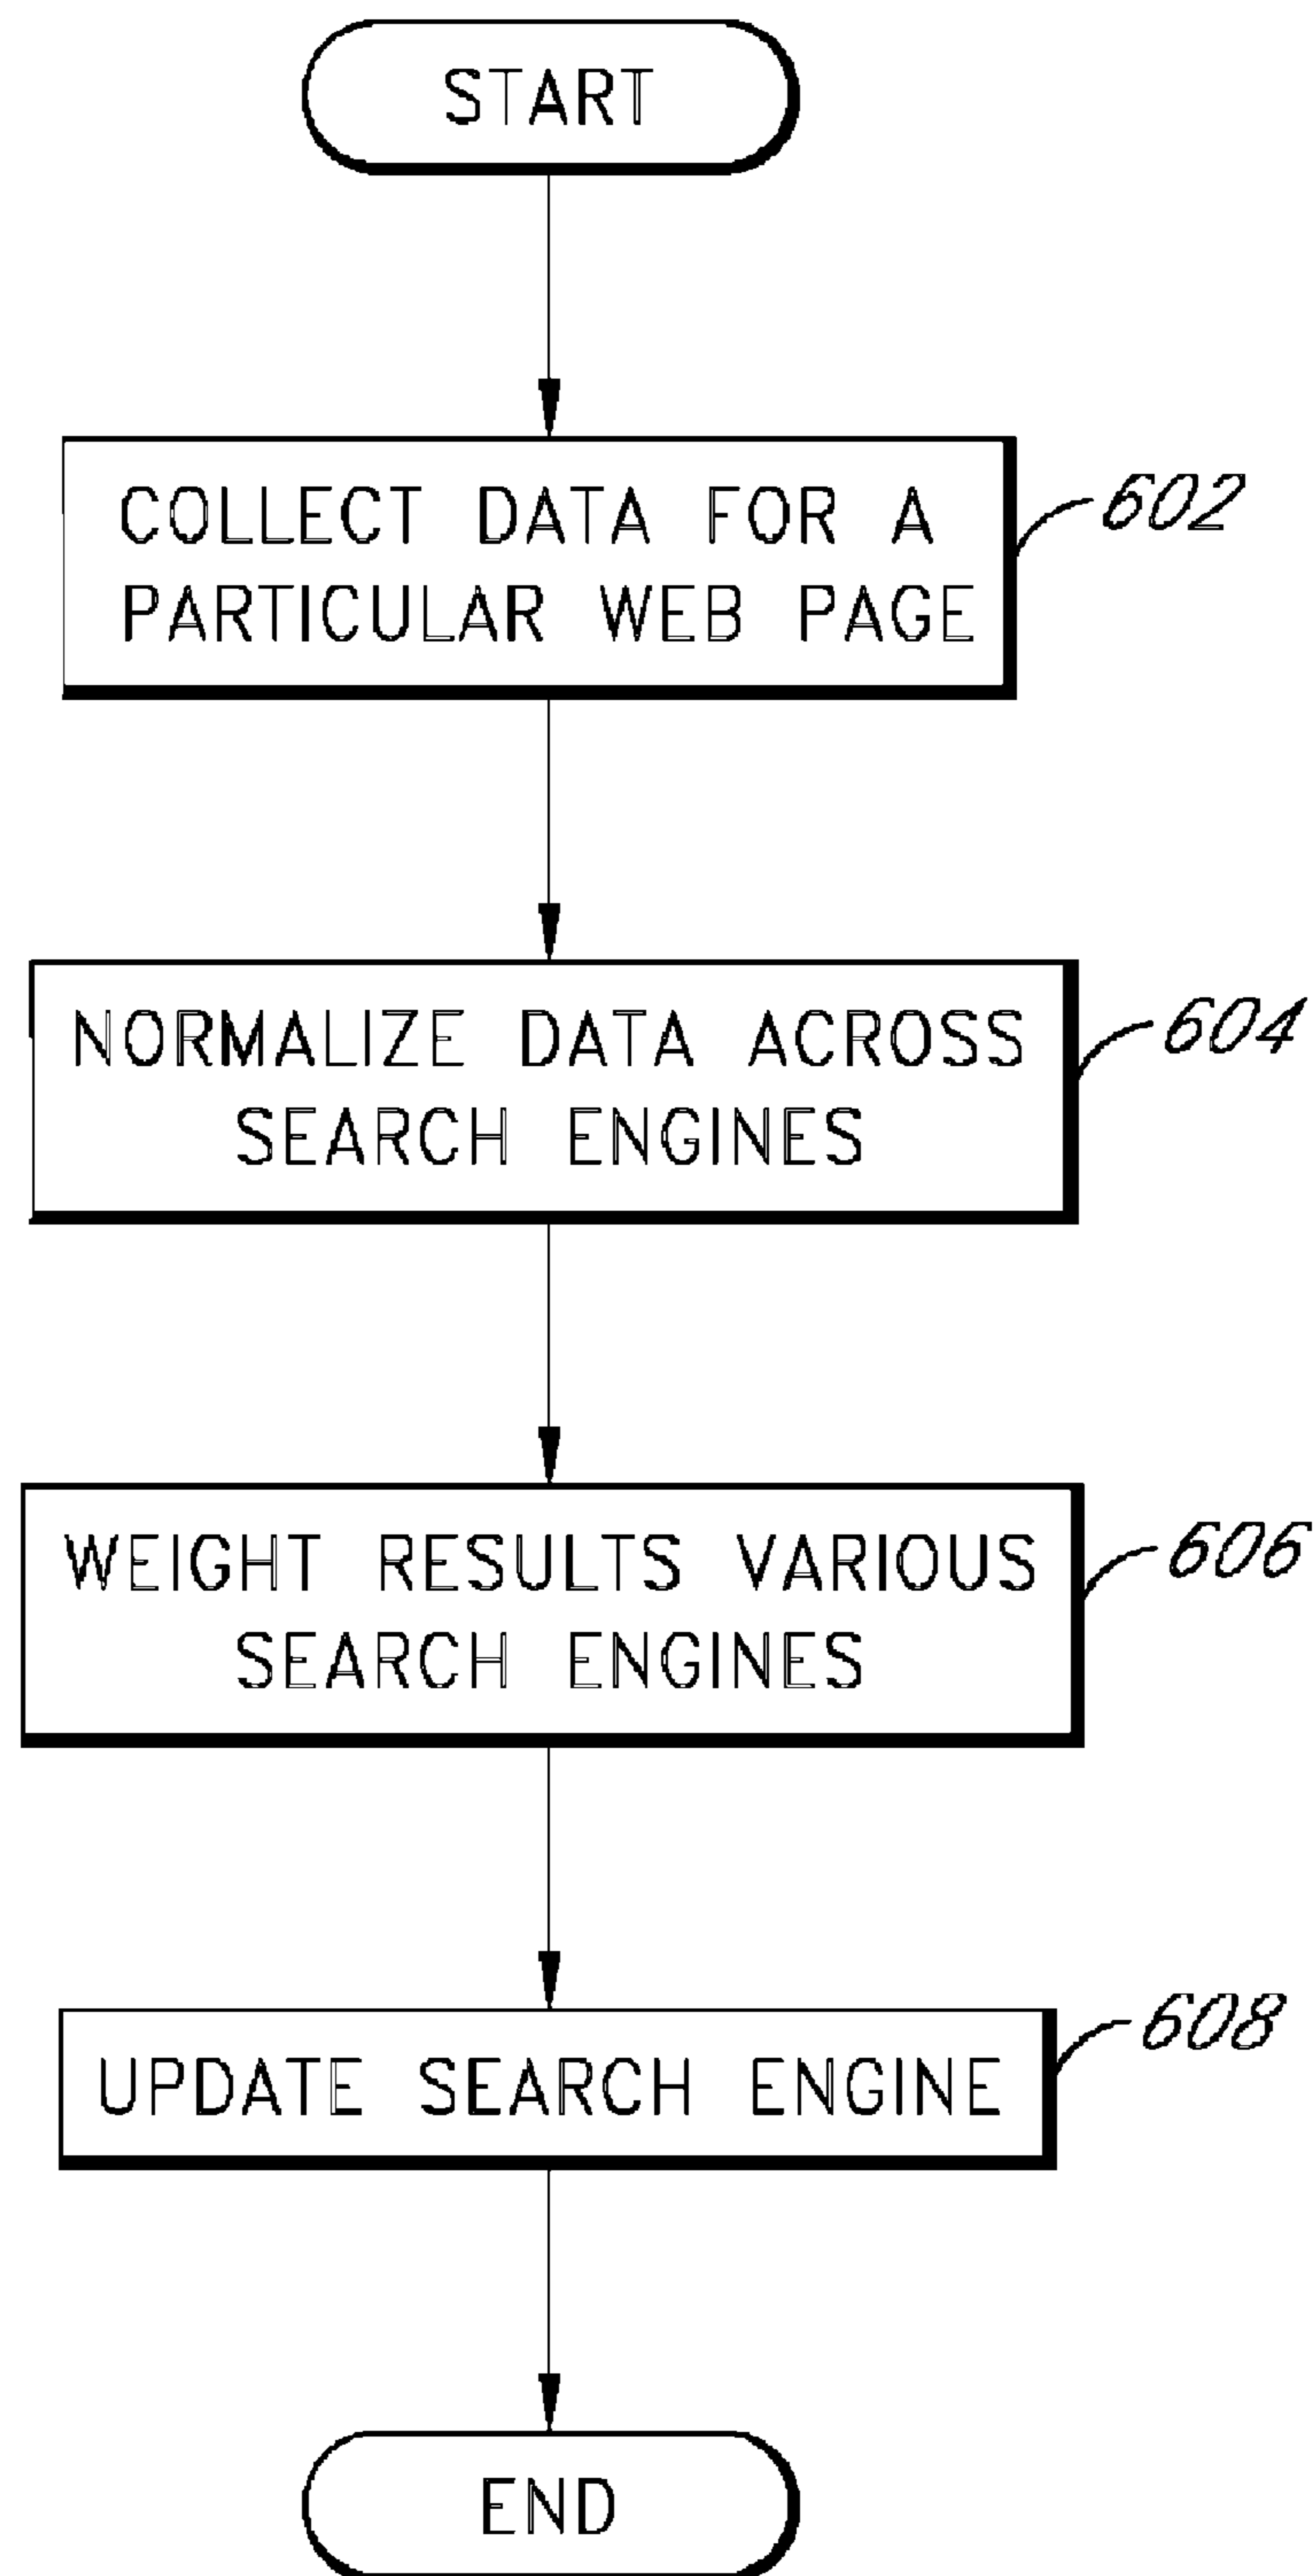 START
COLLECT DATA FOR A
PARTICULAR WEB PAGE
602
NORMALIZE DATA ACROSS
SEARCH ENGINES
604
WEIGHT RESULTS VARIOUS
SEARCH ENGINES
606
UPDATE SEARCH ENGINE
608
END